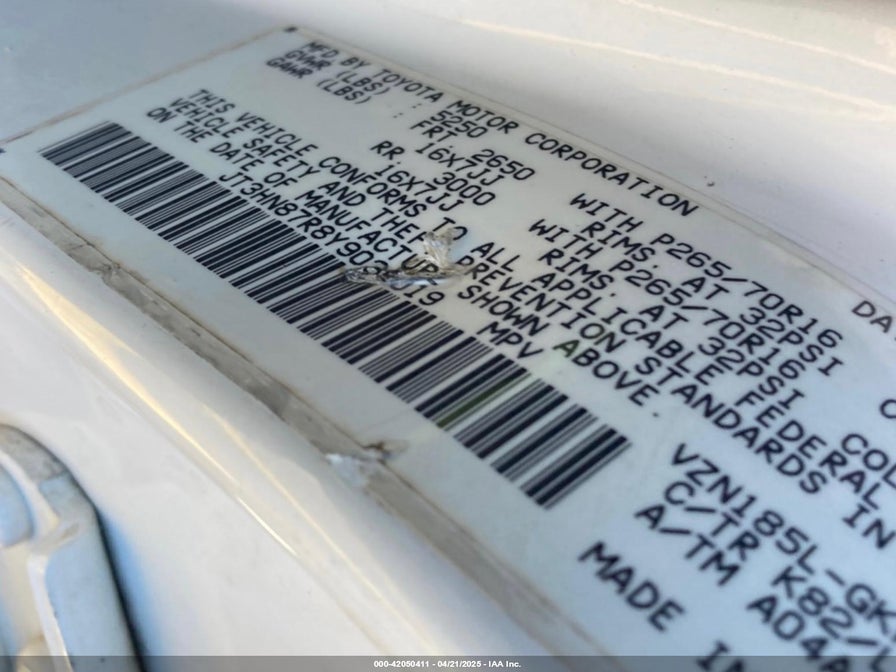 MFD BY TOYOTA MOTOR CORPORATION
GVWR (LBS) : 5250
GAWR (LBS) : FRT. 2650 WITH P265/70R16
16X7JJ RIMS. AT 32PSI
RR. 3000 WITH P265/70R16
16X7JJ RIMS. AT 32PSI
THIS VEHICLE CONFORMS TO ALL APPLICABLE FEDERAL
VEHICLE SAFETY AND THEFT PREVENTION STANDARDS IN
ON THE DATE OF MANUFACTURE SHOWN ABOVE.
MPV
VZN185L-GK
C/TR K82/
A/TM A04
MADE
000-42050411 - 04/21/2025 - IAA Inc.